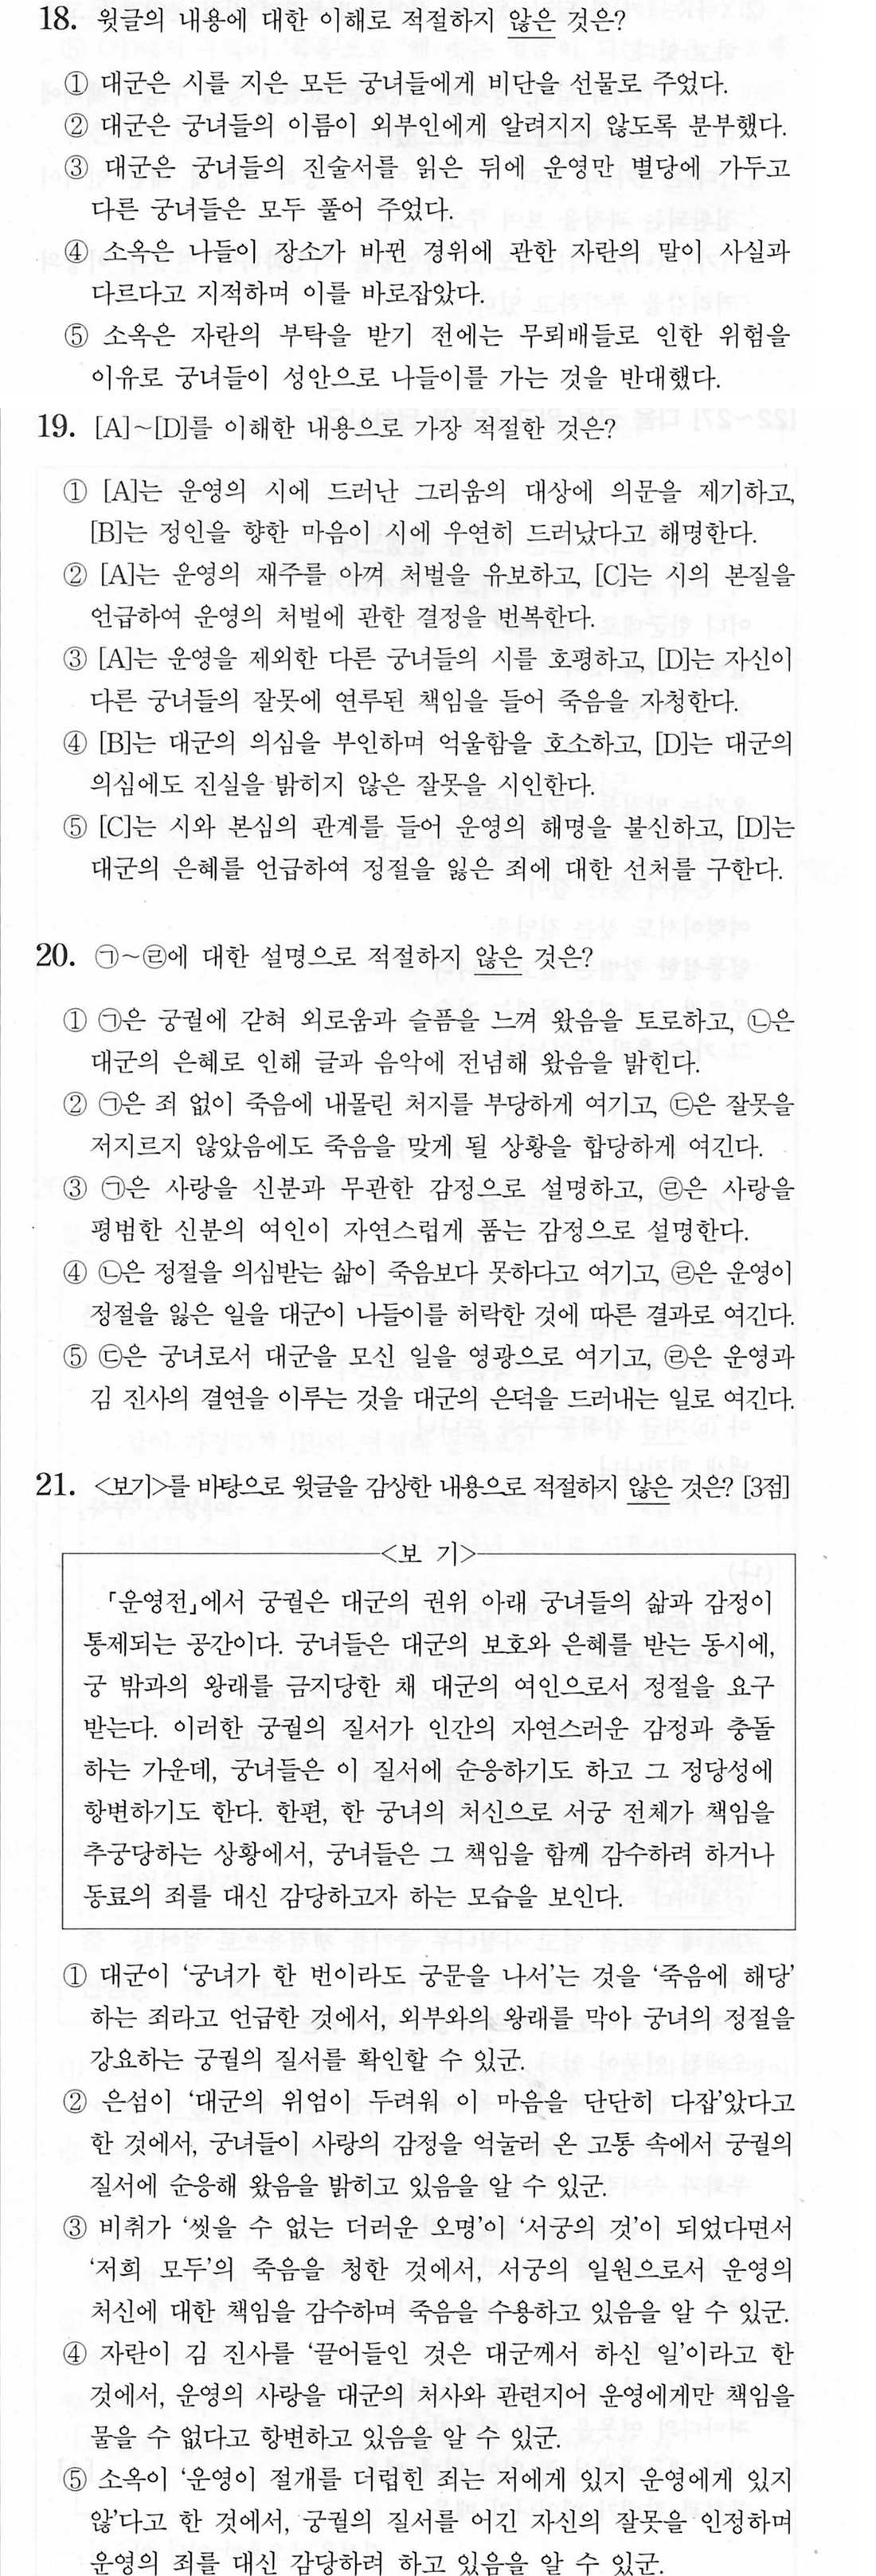 18. 윗글의 내용에 대한 이해로 적절하지 않은 것은?
① 대군은 시를 지은 모든 궁녀들에게 비단을 선물로 주었다.
② 대군은 궁녀들의 이름이 외부인에게 알려지지 않도록 분부했다.
③ 대군은 궁녀들의 진술서를 읽은 뒤에 운영만 별당에 가두고
다른 궁녀들은 모두 풀어 주었다.
④ 소옥은 나들이 장소가 바뀐 경위에 관한 자란의 말이 사실과
다르다고 지적하며 이를 바로잡았다.
⑤ 소옥은 자란의 부탁을 받기 전에는 무뢰배들로 인한 위험을
이유로 궁녀들이 성안으로 나들이를 가는 것을 반대했다.
19. [A]~[D]를 이해한 내용으로 가장 적절한 것은?
① [A]는 운영의 시에 드러난 그리움의 대상에 의문을 제기하고,
[B]는 정인을 향한 마음이 시에 우연히 드러났다고 해명한다.
② [A]는 운영의 재주를 아껴 처벌을 유보하고, [C]는 시의 본질을
언급하여 운영의 처벌에 관한 결정을 번복한다.
③ [A]는 운영을 제외한 다른 궁녀들의 시를 호평하고, [D]는 자신이
다른 궁녀들의 잘못에 연루된 책임을 들어 죽음을 자청한다.
④ [B]는 대군의 의심을 부인하며 억울함을 호소하고, [D]는 대군의
의심에도 진실을 밝히지 않은 잘못을 시인한다.
⑤ [C]는 시와 본심의 관계를 들어 운영의 해명을 불신하고, [D]는
대군의 은혜를 언급하여 정절을 잃은 죄에 대한 선처를 구한다.
20. ㉠~㉣에 대한 설명으로 적절하지 않은 것은?
① ㉠은 궁궐에 갇혀 외로움과 슬픔을 느껴 왔음을 토로하고, ㉡은
대군의 은혜로 인해 글과 음악에 전념해 왔음을 밝힌다.
② ㉠은 죄 없이 죽음에 내몰린 처지를 부당하게 여기고, ㉢은 잘못을
저지르지 않았음에도 죽음을 맞게 될 상황을 합당하게 여긴다.
③ ㉠은 사랑을 신분과 무관한 감정으로 설명하고, ㉣은 사랑을
평범한 신분의 여인이 자연스럽게 품는 감정으로 설명한다.
④ ㉡은 정절을 의심받는 삶이 죽음보다 못하다고 여기고, ㉣은 운영이
정절을 잃은 일을 대군이 나들이를 허락한 것에 따른 결과로 여긴다.
⑤ ㉢은 궁녀로서 대군을 모신 일을 영광으로 여기고, ㉣은 운영과
김 진사의 결연을 이루는 것을 대군의 은덕을 드러내는 일로 여긴다.
21. <보기>를 바탕으로 윗글을 감상한 내용으로 적절하지 않은 것은? [3점]
<보 기>
「운영전」에서 궁궐은 대군의 권위 아래 궁녀들의 삶과 감정이
통제되는 공간이다. 궁녀들은 대군의 보호와 은혜를 받는 동시에,
궁 밖과의 왕래를 금지당한 채 대군의 여인으로서 정절을 요구
받는다. 이러한 궁궐의 질서가 인간의 자연스러운 감정과 충돌
하는 가운데, 궁녀들은 이 질서에 순응하기도 하고 그 정당성에
항변하기도 한다. 한편, 한 궁녀의 처신으로 서궁 전체가 책임을
추궁당하는 상황에서, 궁녀들은 그 책임을 함께 감수하려 하거나
동료의 죄를 대신 감당하고자 하는 모습을 보인다.
① 대군이 ‘궁녀가 한 번이라도 궁문을 나서’는 것을 ‘죽음에 해당’
하는 죄라고 언급한 것에서, 외부와의 왕래를 막아 궁녀의 정절을
강요하는 궁궐의 질서를 확인할 수 있군.
② 은섬이 ‘대군의 위엄이 두려워 이 마음을 단단히 다잡’았다고
한 것에서, 궁녀들이 사랑의 감정을 억눌러 온 고통 속에서 궁궐의
질서에 순응해 왔음을 밝히고 있음을 알 수 있군.
③ 비취가 ‘씻을 수 없는 더러운 오명’이 ‘서궁의 것’이 되었다면서
‘저희 모두’의 죽음을 청한 것에서, 서궁의 일원으로서 운영의
처신에 대한 책임을 감수하며 죽음을 수용하고 있음을 알 수 있군.
④ 자란이 김 진사를 ‘끌어들인 것은 대군께서 하신 일’이라고 한
것에서, 운영의 사랑을 대군의 처사와 관련지어 운영에게만 책임을
물을 수 없다고 항변하고 있음을 알 수 있군.
⑤ 소옥이 ‘운영이 절개를 더럽힌 죄는 저에게 있지 운영에게 있지
않’다고 한 것에서, 궁궐의 질서를 어긴 자신의 잘못을 인정하며
운영의 죄를 대신 감당하려 하고 있음을 알 수 있군.